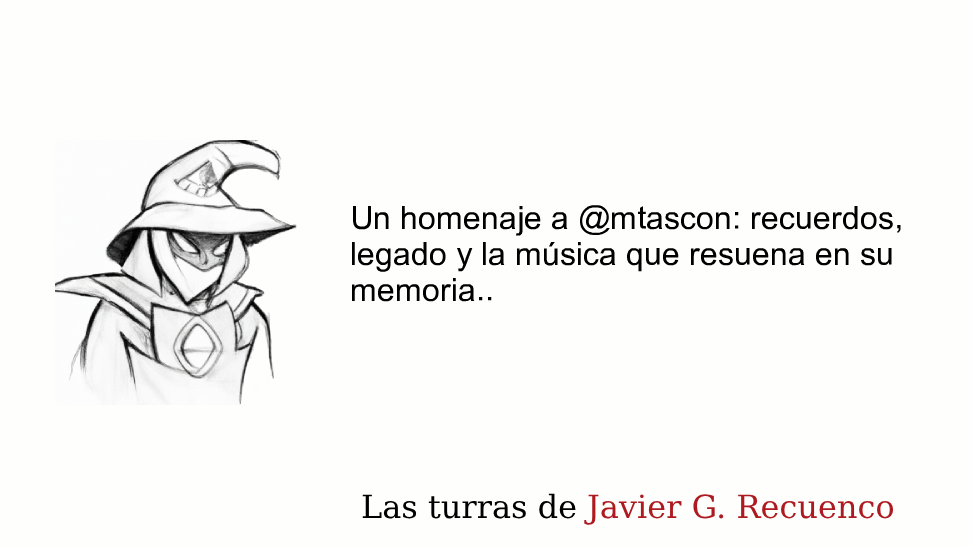 Un homenaje a @mtascon: recuerdos,
legado y la música que resuena en su
memoria..
Las turras de Javier G. Recuenco